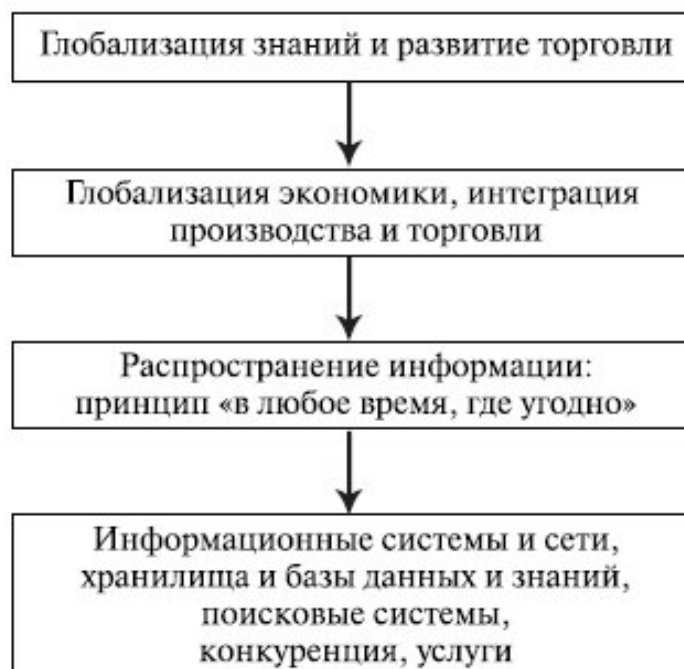 Глобализация знаний и развитие торговли
Глобализация экономики, интеграция
производства и торговли
Распространение информации:
принцип «в любое время, где угодно»
Информационные системы и сети,
хранилища и базы данных и знаний,
поисковые системы,
конкуренция, услуги